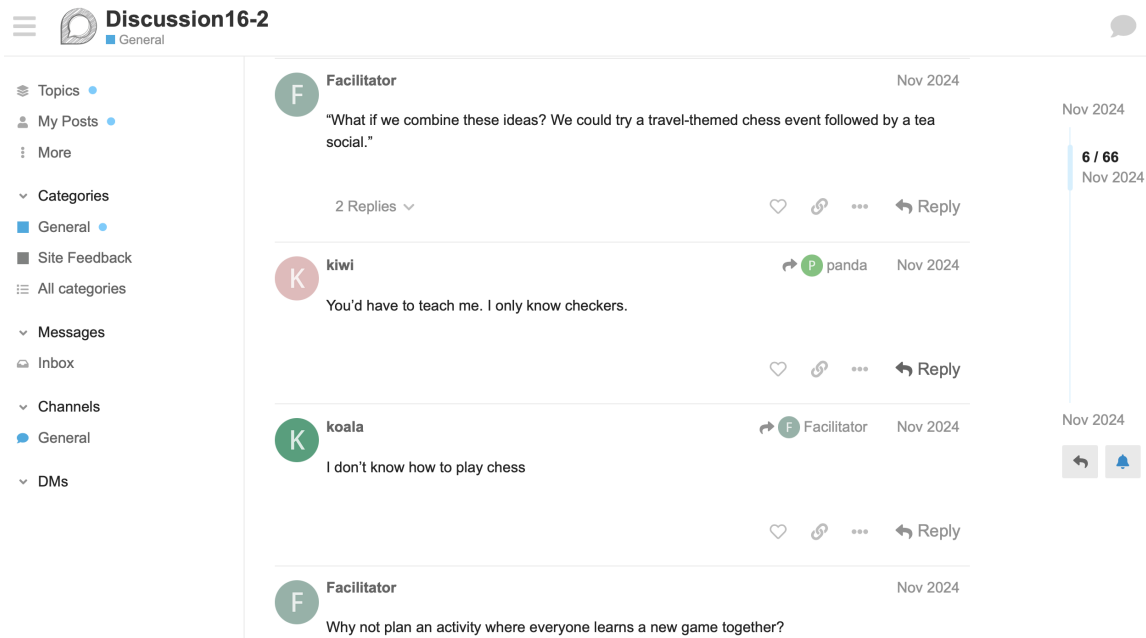 Discussion16-2
General
Topics
My Posts
More
Categories
General
Site Feedback
All categories
Messages
Inbox
Channels
General
DMs
F
Facilitator
Nov 2024
“What if we combine these ideas? We could try a travel-themed chess event followed by a tea
social.”
2 Replies
Reply
K
kiwi
P panda
Nov 2024
You’d have to teach me. I only know checkers.
Reply
K
koala
F Facilitator
Nov 2024
I don’t know how to play chess
Reply
F
Facilitator
Nov 2024
Why not plan an activity where everyone learns a new game together?
Nov 2024
6 / 66
Nov 2024
Nov 2024